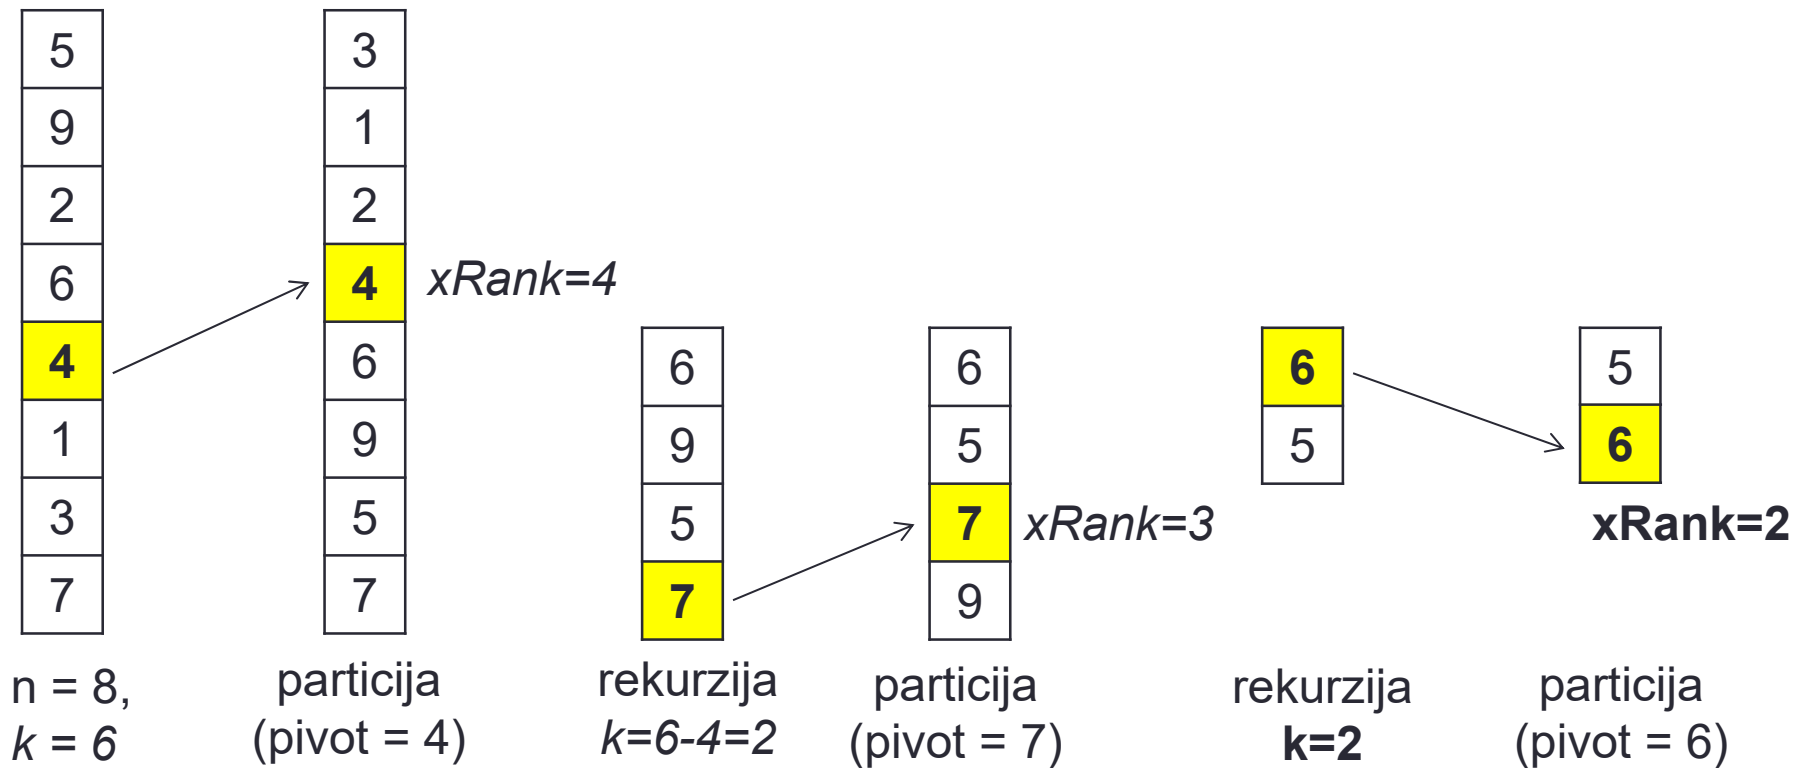 5
9
2
6
4
1
3
7
n = 8,
k = 6
3
1
2
4
6
9
5
7
xRank=4
particija
(pivot = 4)
6
9
5
7
rekurzija
k=6-4=2
6
5
7
9
xRank=3
particija
(pivot = 7)
6
5
rekurzija
k=2
5
6
xRank=2
particija
(pivot = 6)